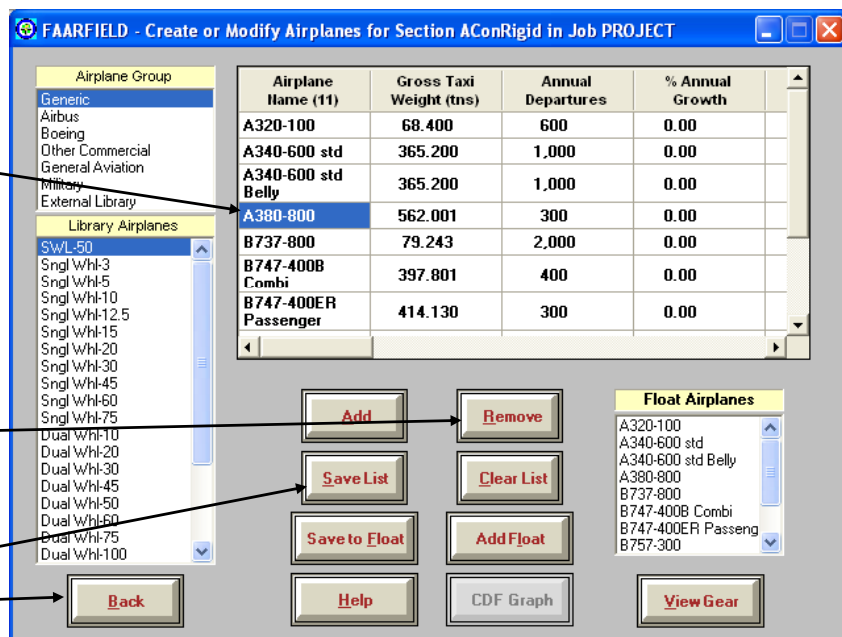 FAARFIELD - Create or Modify Airplanes for Section AConRigid in Job PROJECT
Airplane Group
Generic
Airbus
Boeing
Other Commercial
General Aviation
Military
External Library
Library Airplanes
SWL-50
Sngl Whl-3
Sngl Whl-5
Sngl Whl-10
Sngl Whl-12.5
Sngl Whl-15
Sngl Whl-20
Sngl Whl-30
Sngl Whl-45
Sngl Whl-60
Sngl Whl-75
Dual Whl-10
Dual Whl-20
Dual Whl-30
Dual Whl-45
Dual Whl-50
Dual Whl-60
Dual Whl-75
Dual Whl-100
Airplane Name (11) Gross Taxi Weight (tns) Annual Departures % Annual Growth
A320-100 68.400 600 0.00
A340-600 std 365.200 1,000 0.00
A340-600 std Belly 365.200 1,000 0.00
A380-800 562.001 300 0.00
B737-800 79.243 2,000 0.00
B747-400B Combi 397.801 400 0.00
B747-400ER Passenger 414.130 300 0.00
Add
Remove
Save List
Clear List
Save to Float
Add Float
Back
Help
CDF Graph
View Gear
Float Airplanes
A320-100
A340-600 std
A340-600 std Belly
A380-800
B737-800
B747-400B Combi
B747-400ER Passeng
B757-300